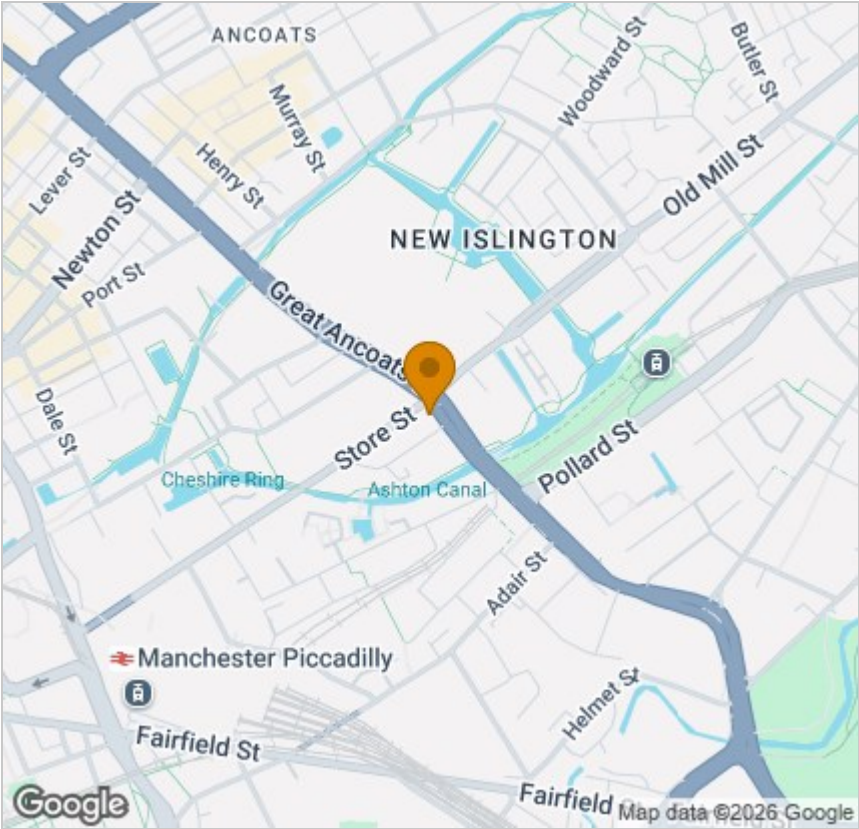 ANCOATS
Woodward St
Butler St
Murray St
Henry St
Lever St
Old Mill St
Newton St
NEW ISLINGTON
Port St
Great Ancoats
Dale St
Store St
Pollard St
Cheshire Ring
Ashton Canal
Adair St
Manchester Piccadilly
Helmet St
Fairfield St
Fairfield St
Google
Map data ©2026 Google